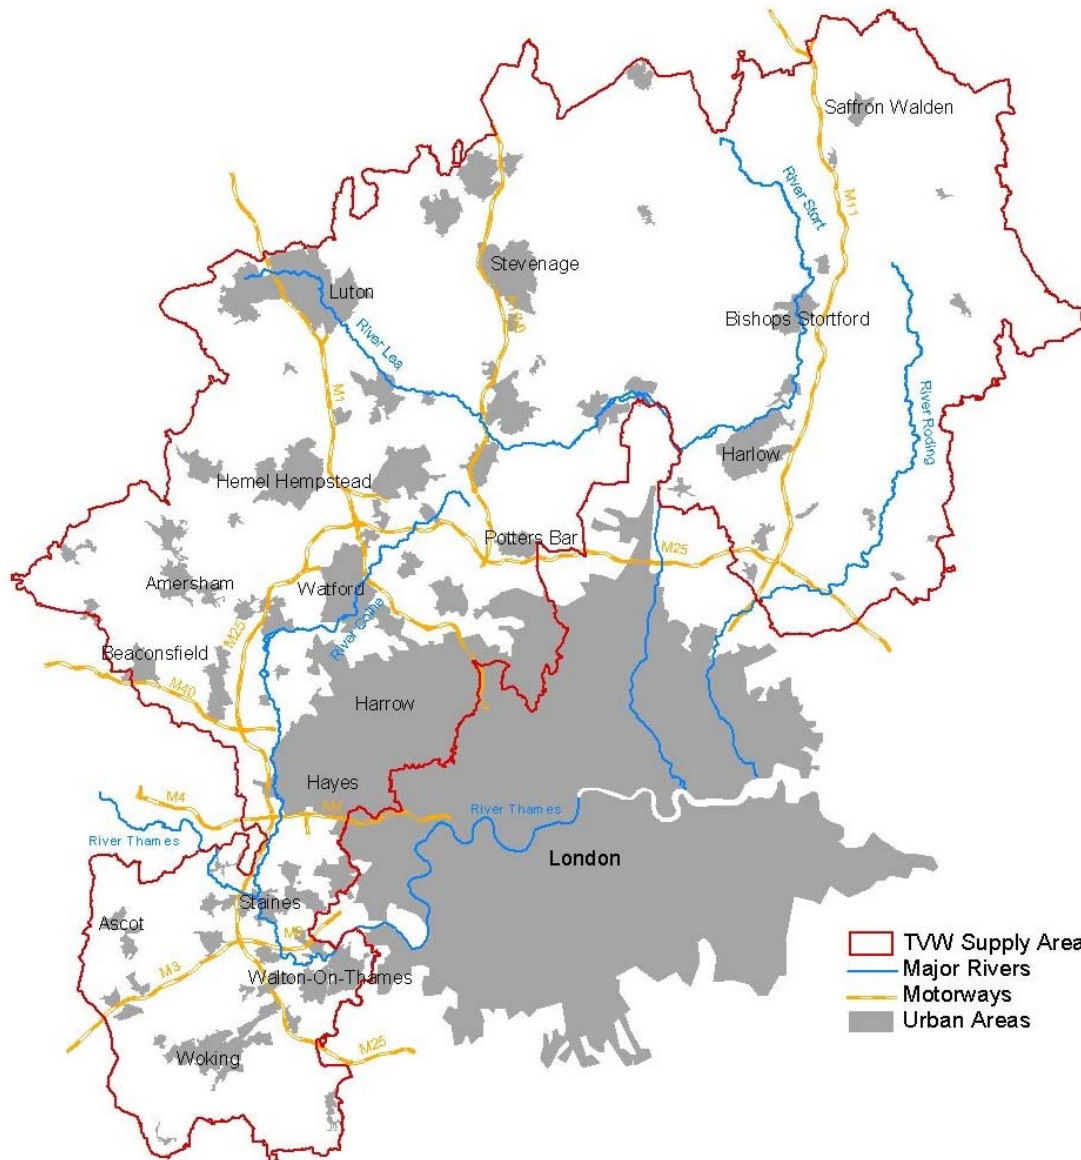 Saffron Walden
River Stort
M11
Stevenage
Luton
Bishops Stortford
River Lea
M1
River Roding
Harlow
Hemel Hempstead
Potters Bar
M25
Amersham
Watford
M25
River Colne
Beaconsfield
M40
Harrow
Hayes
M4
M4
River Thames
River Thames
London
Staines
Ascot
M3
M3
Walton-On-Thames
Woking
M25
TVW Supply Area
Major Rivers
Motorways
Urban Areas